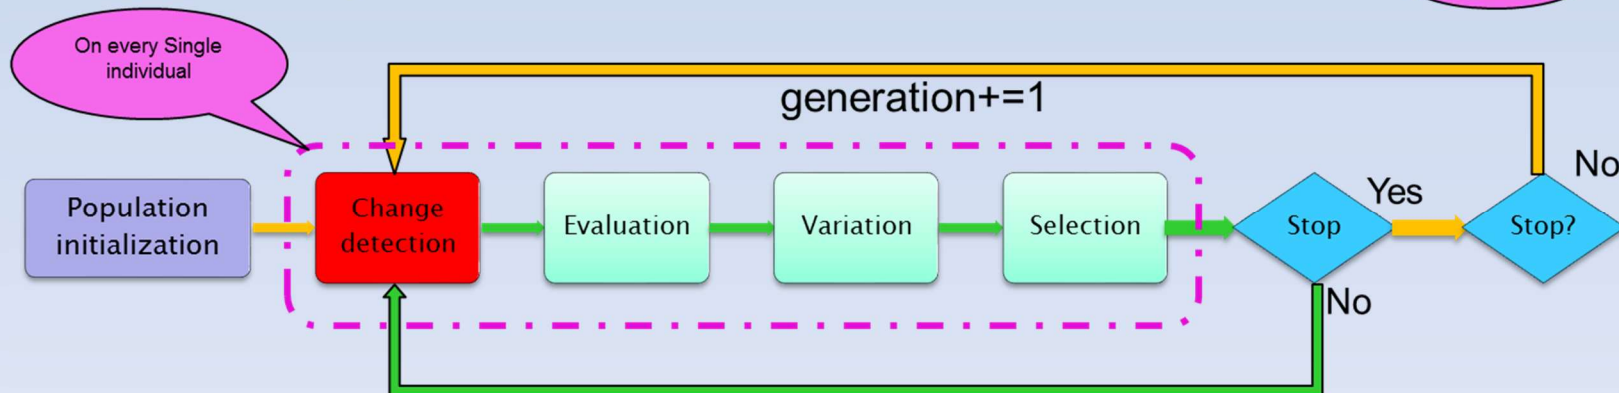 On every Single
individual
generation+=1
Population
initialization
Change
detection
Evaluation
Variation
Selection
Stop
Yes
Stop?
No
No